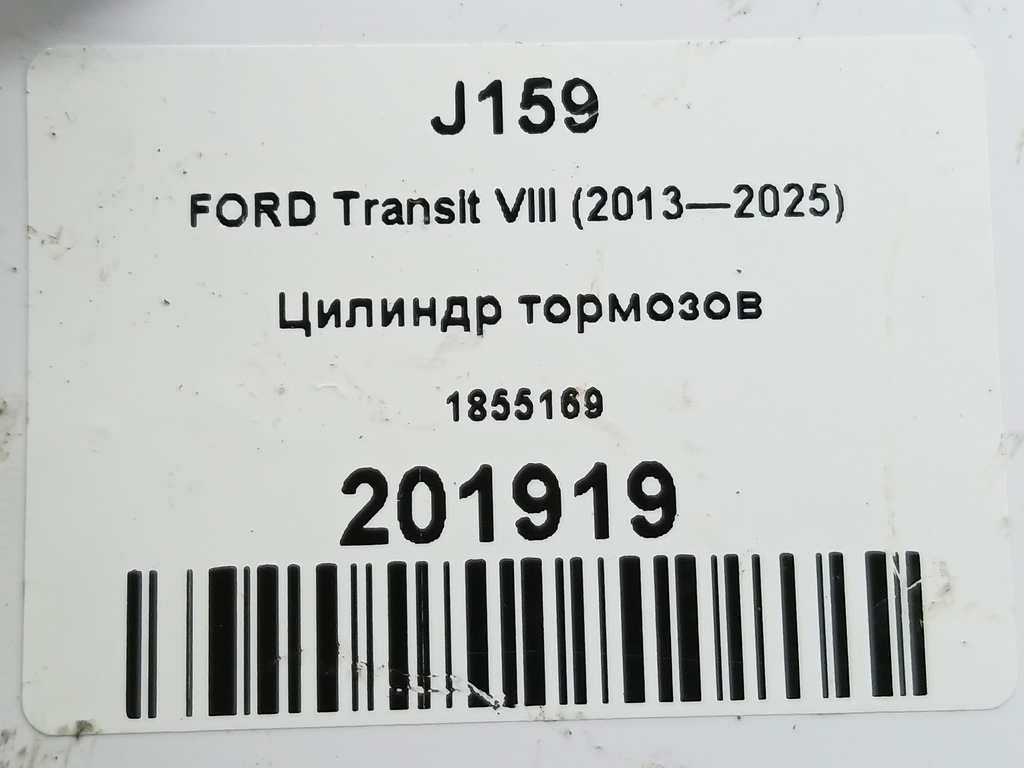 J159
FORD Transit VIII (2013—2025)
Цилиндр тормозов
1855169
201919